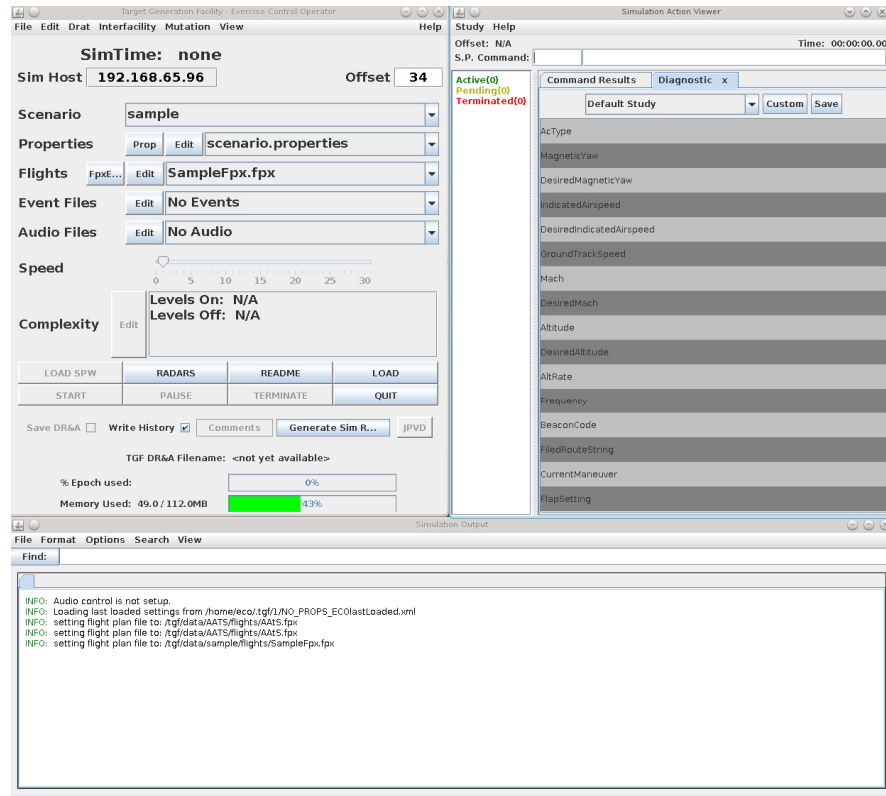 Target Generation Facility - Exercise Control Operator
File Edit Drat Interfacility Mutation View Help
SimTime: none
Sim Host 192.168.65.96 Offset 34
Scenario sample
Properties Prop Edit scenario.properties
Flights FpxE... Edit SampleFpx.fpx
Event Files Edit No Events
Audio Files Edit No Audio
Speed
0 5 10 15 20 25 30
Complexity Edit
Levels On: N/A
Levels Off: N/A
LOAD SPW RADARS README LOAD
START PAUSE TERMINATE QUIT
Save DR&A Write History Comments Generate Sim R... JPVD
TGF DR&A Filename: <not yet available>
% Epoch used: 0%
Memory Used: 49.0 / 112.0MB 43%
Simulation Action Viewer
Study Help
Offset: N/A Time: 00:00:00.00
S.P. Command:
Active(0)
Pending(0)
Terminated(0)
Command Results Diagnostic x
Default Study Custom Save
AcType
MagneticYaw
DesiredMagneticYaw
IndicatedAirspeed
DesiredIndicatedAirspeed
GroundTrackSpeed
Mach
DesiredMach
Altitude
DesiredAltitude
AltRate
Frequency
BeaconCode
FiledRouteString
CurrentManeuver
FlapSetting
Simulation Output
File Format Options Search View
Find:
INFO: Audio control is not setup.
INFO: Loading last loaded settings from /home/eco/.tgf/1/NO_PROPS_ECOlastLoaded.xml
INFO: setting flight plan file to: /tgf/data/AATS/flights/AAtS.fpx
INFO: setting flight plan file to: /tgf/data/AATS/flights/AAtS.fpx
INFO: setting flight plan file to: /tgf/data/sample/flights/SampleFpx.fpx